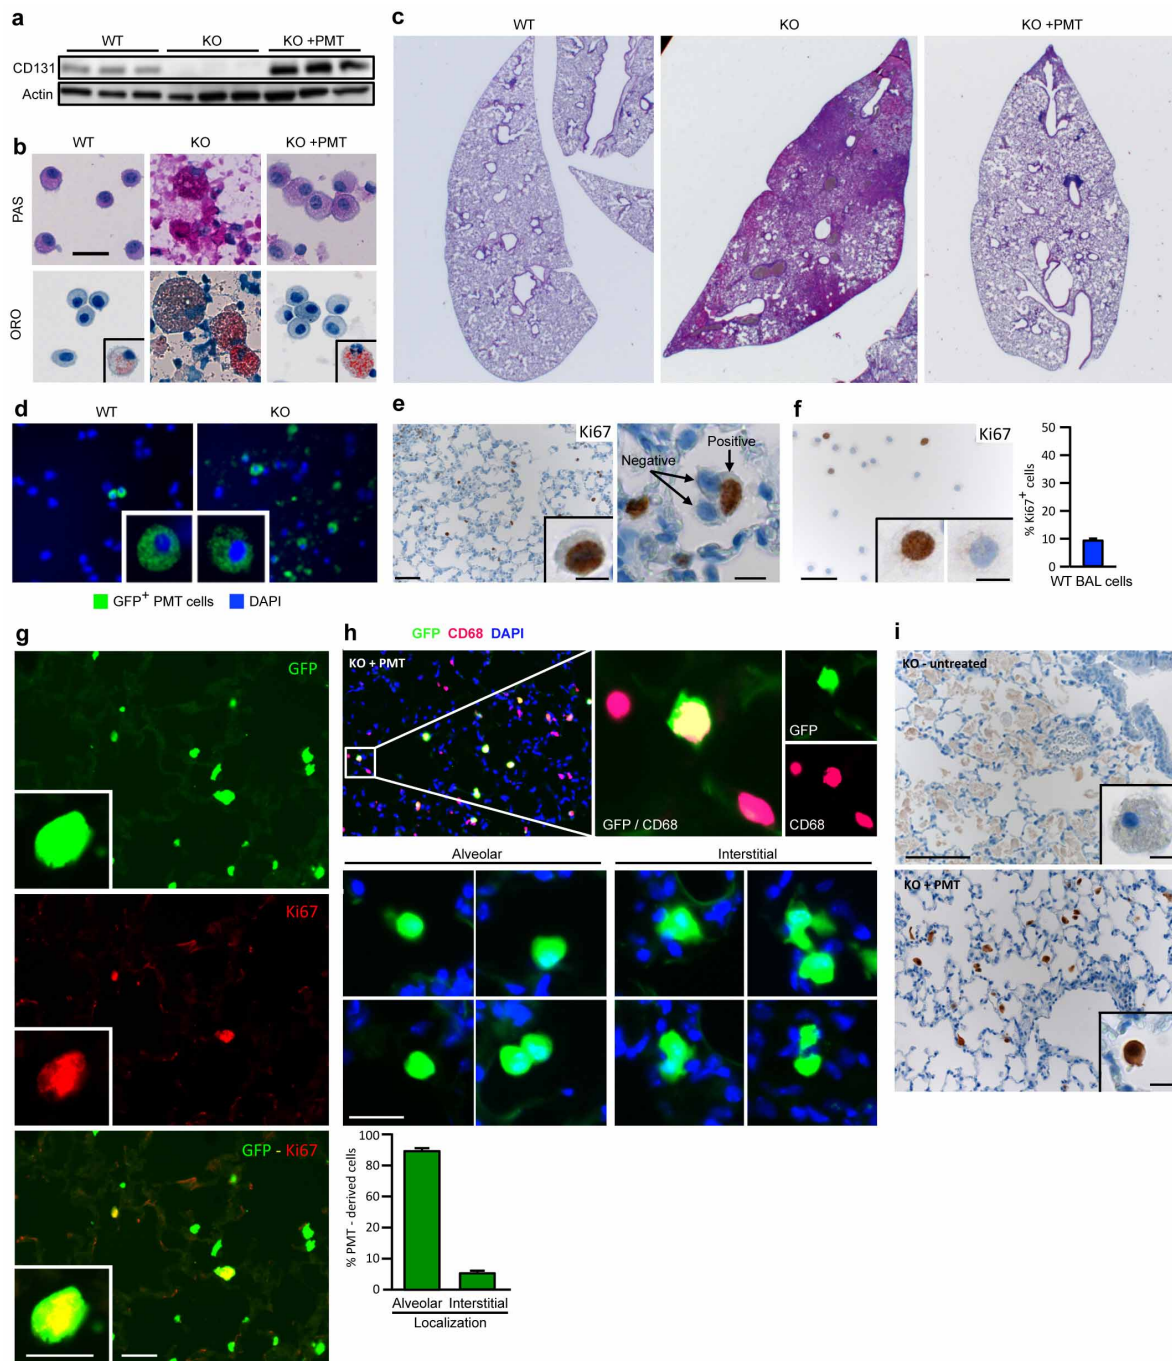 a
WT KO KO +PMT
CD131
Actin
b
WT KO KO +PMT
PAS
ORO
c
WT KO KO +PMT
d
WT KO
GFP+ PMT cells DAPI
e
Ki67
Negative
Positive
f
Ki67
% Ki67+ cells
50
40
30
20
10
0
WT BAL cells
g
GFP
Ki67
GFP - Ki67
h
GFP CD68 DAPI
KO + PMT
GFP / CD68
GFP
CD68
Alveolar Interstitial
% PMT - derived cells
100
80
60
20
10
0
Alveolar Interstitial
Localization
i
KO - untreated
KO + PMT